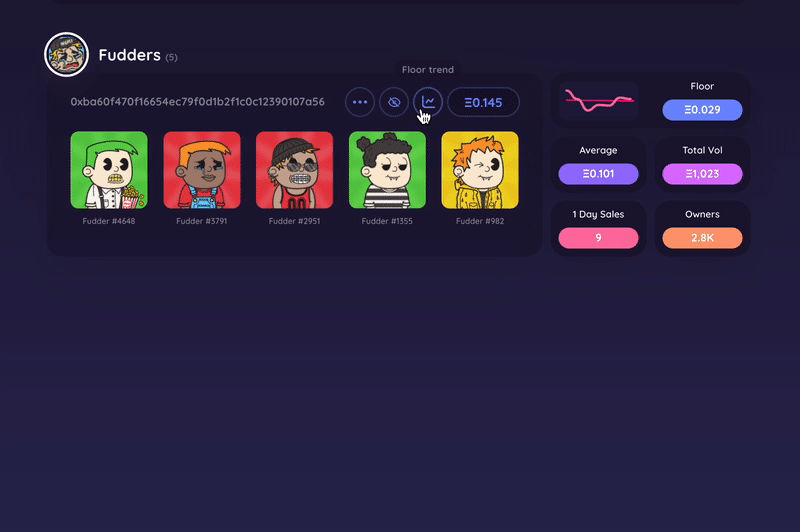 Fudders (5)
Floor trend
0xba60f470f16654ec79f0d1b2f1c0c12390107a56
Ξ0.145
Fudder #4648
Fudder #3791
Fudder #2951
Fudder #1355
Fudder #982
Floor
Ξ0.029
Average
Ξ0.101
Total Vol
Ξ1,023
1 Day Sales
9
Owners
2.8K